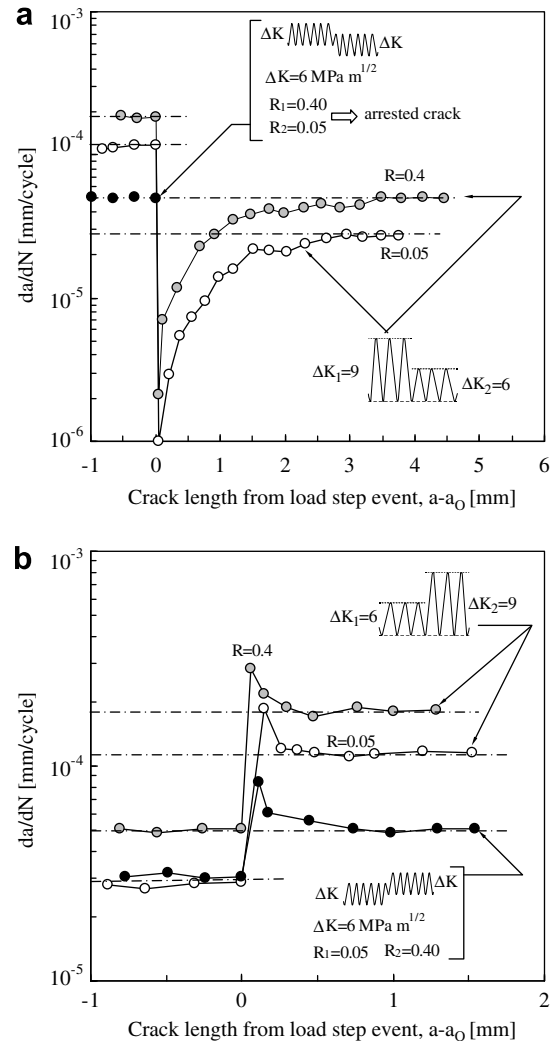 a
10^-3
ΔK ΔK
ΔK=6 MPa m^1/2
R1=0.40
R2=0.05
arrested crack
10^-4
R=0.4
R=0.05
da/dN [mm/cycle]
10^-5
ΔK1=9
ΔK2=6
10^-6
-1 0 1 2 3 4 5 6
Crack length from load step event, a-aO [mm]
b
10^-3
ΔK1=6
ΔK2=9
R=0.4
R=0.05
da/dN [mm/cycle]
10^-4
ΔK ΔK
ΔK=6 MPa m^1/2
R1=0.05 R2=0.40
10^-5
-1 0 1 2
Crack length from load step event, a-aO [mm]